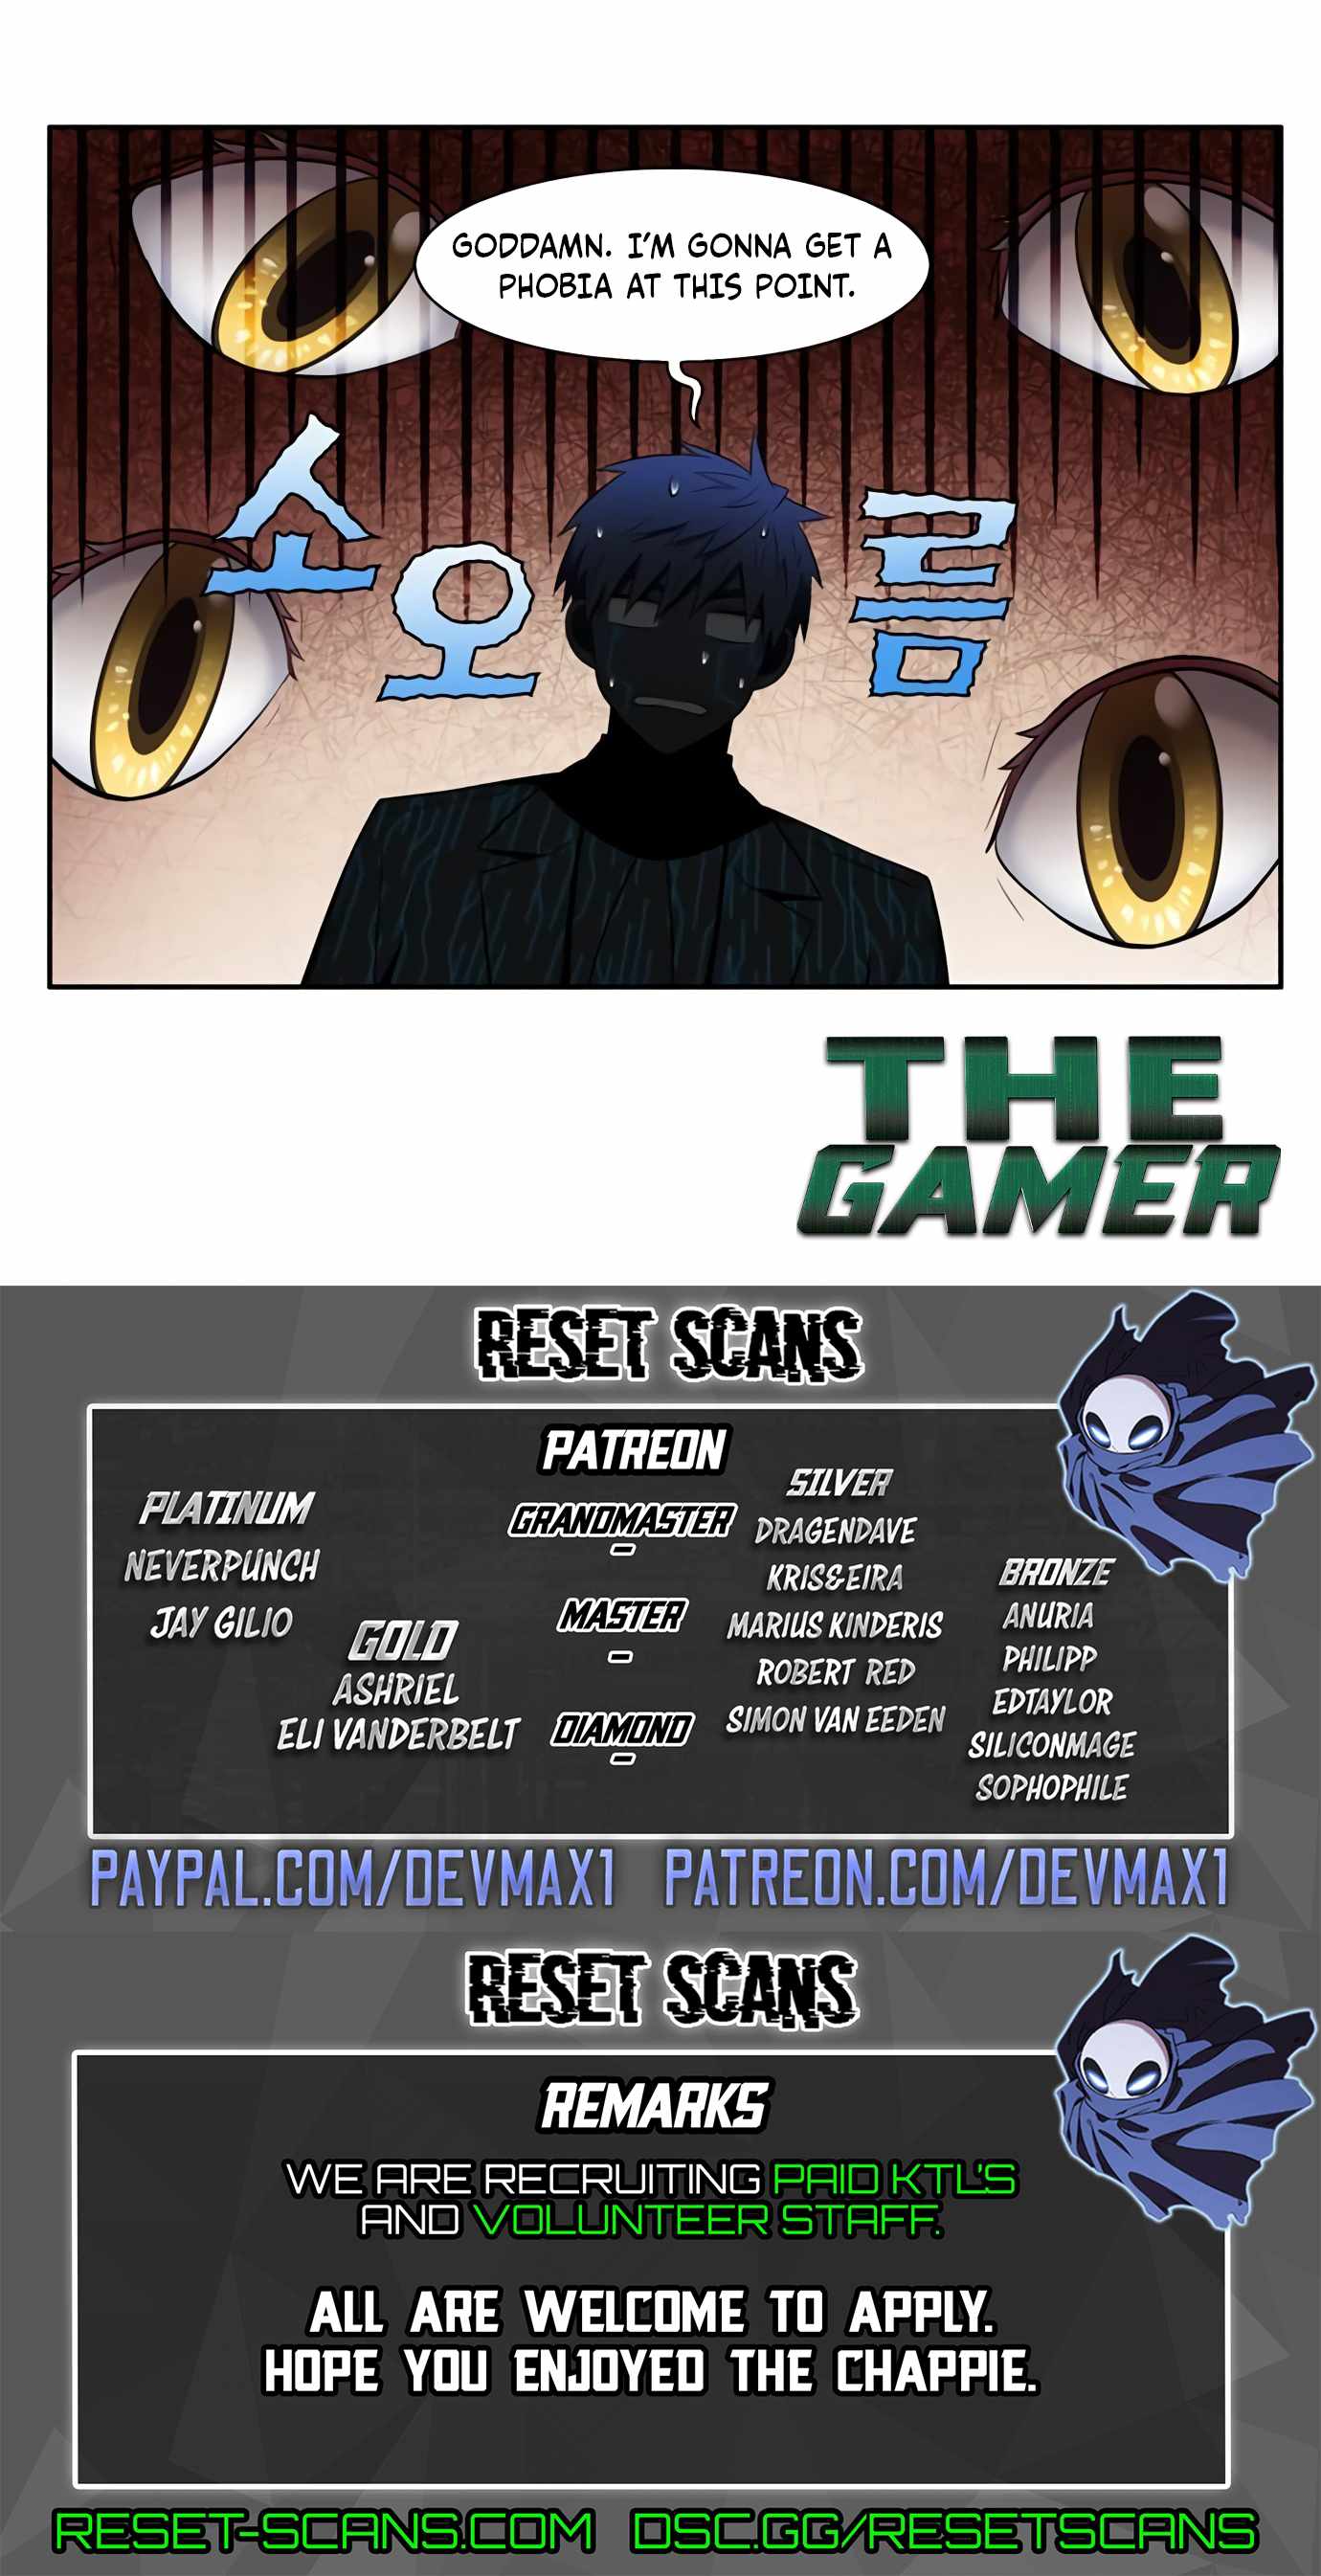 GODDAMN. I'M GONNA GET A
PHOBIA AT THIS POINT.
소오름
THE
GAMER
RESET SCANS
PATREON
PLATINUM
NEVERPUNCH
JAY GILIO
GOLD
ASHRIEL
ELI VANDERBELT
GRANDMASTER
-
MASTER
-
DIAMOND
-
SILVER
DRAGENDAVE
KRIS&EIRA
MARIUS KINDERIS
ROBERT RED
SIMON VAN EEDEN
BRONZE
ANURIA
PHILIPP
EDTAYLOR
SILICONMAGE
SOPHOPHILE
PAYPAL.COM/DEVMAX1 PATREON.COM/DEVMAX1
RESET SCANS
REMARKS
WE ARE RECRUITING PAID KTL'S
AND VOLUNTEER STAFF.
ALL ARE WELCOME TO APPLY.
HOPE YOU ENJOYED THE CHAPPIE.
RESET-SCANS.COM DSC.GG/RESETSCANS